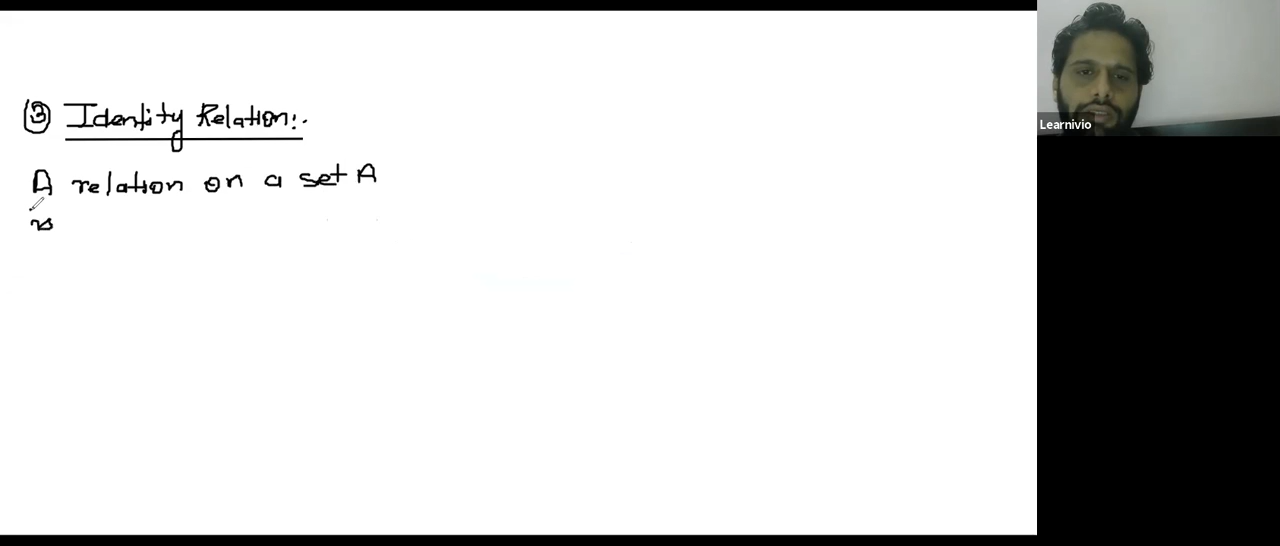 ③ Identity Relation:.
A relation on a set A
is
Learnivio